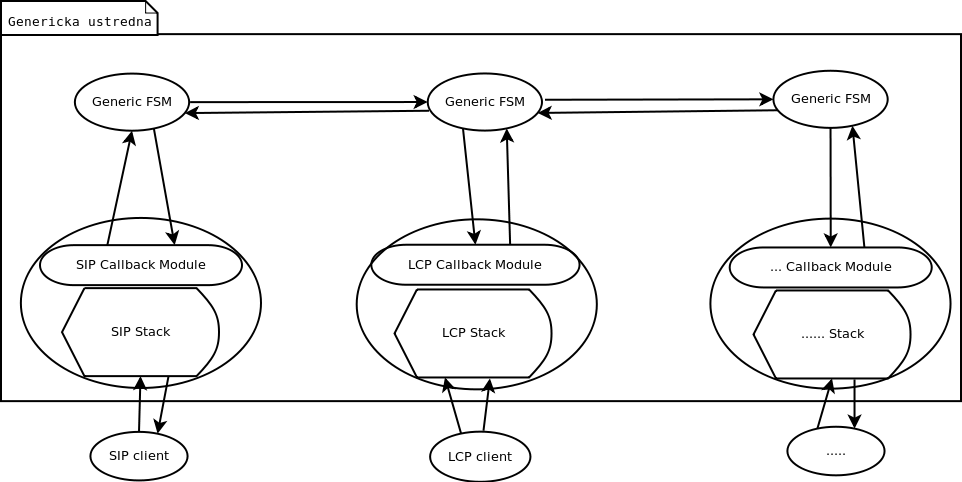 Genericka ustredna
Generic FSM
Generic FSM
Generic FSM
SIP Callback Module
LCP Callback Module
... Callback Module
SIP Stack
LCP Stack
...... Stack
SIP client
LCP client
.....